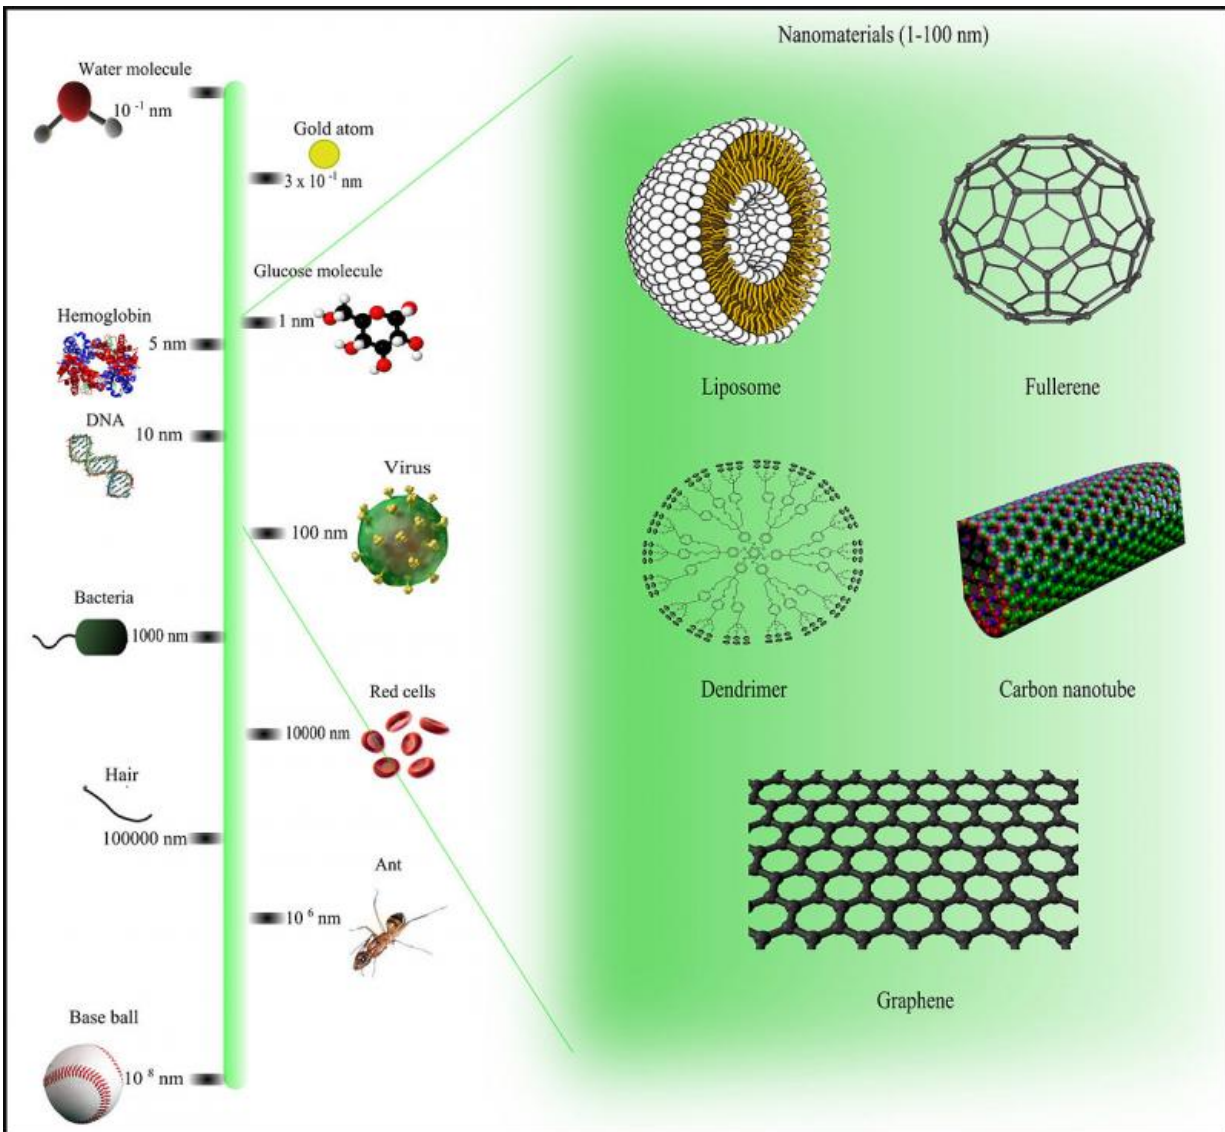 Nanomaterials (1-100 nm)
Water molecule
10 ⁻¹ nm
Gold atom
3 x 10 ⁻¹ nm
Glucose molecule
1 nm
Hemoglobin
5 nm
DNA
10 nm
Virus
100 nm
Bacteria
1000 nm
Red cells
10000 nm
Hair
100000 nm
Ant
10 ⁶ nm
Base ball
10 ⁸ nm
Liposome
Fullerene
Dendrimer
Carbon nanotube
Graphene